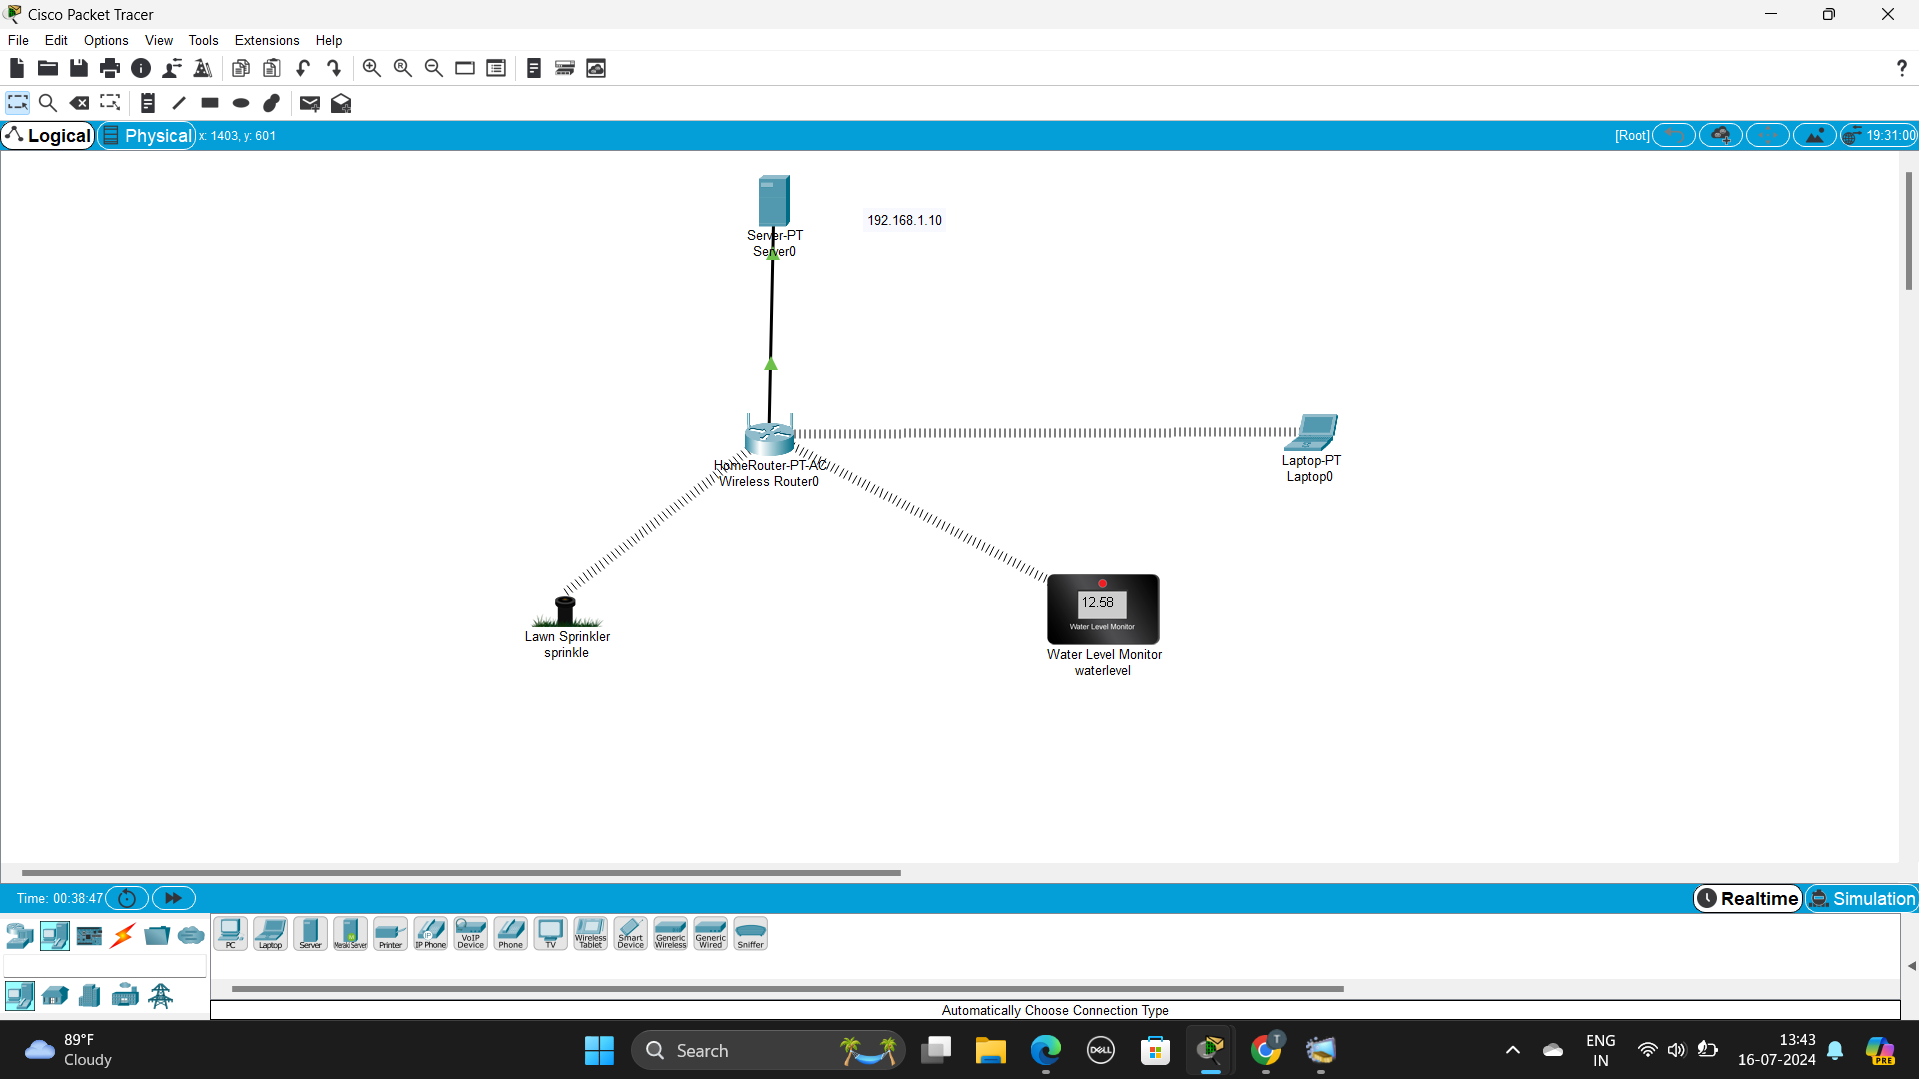 Cisco Packet Tracer
File Edit Options View Tools Extensions Help
?
Logical Physical x: 1403, y: 601 [Root] 19:31:00
192.168.1.10
Server-PT
Server0
HomeRouter-PT-AC
Wireless Router0
Laptop-PT
Laptop0
12.58
Water Level Monitor
Lawn Sprinkler
sprinkle
Water Level Monitor
waterlevel
Time: 00:38:47 Realtime Simulation
PC Laptop Server Meraki Server Printer IP Phone VoIP Device Phone TV Wireless Tablet Smart Device Generic Wireless Generic Wired Sniffer
Automatically Choose Connection Type
89°F
Cloudy
Search
DELL
T
ENG
IN
13:43
16-07-2024
PRE